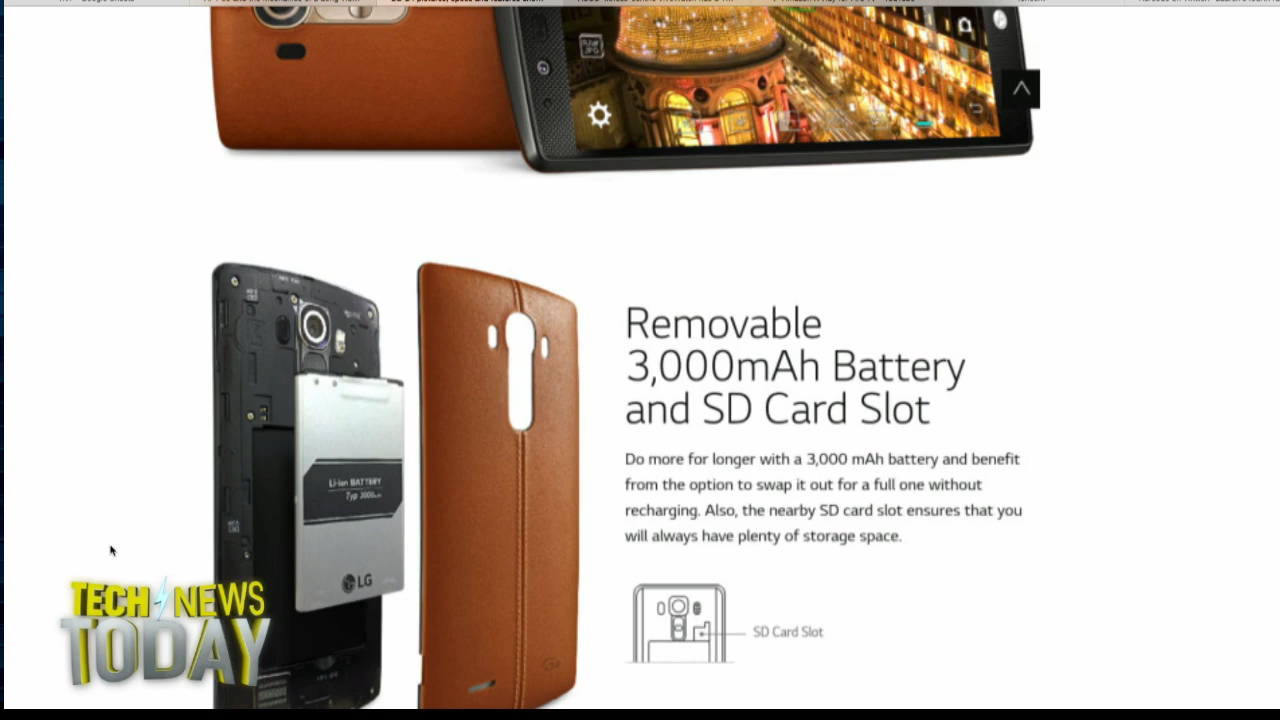 RAW
JPG
Removable
3,000mAh Battery
and SD Card Slot
Do more for longer with a 3,000 mAh battery and benefit
from the option to swap it out for a full one without
recharging. Also, the nearby SD card slot ensures that you
will always have plenty of storage space.
Li-ion BATTERY
LG
G4
SD Card Slot
TECH NEWS
TODAY